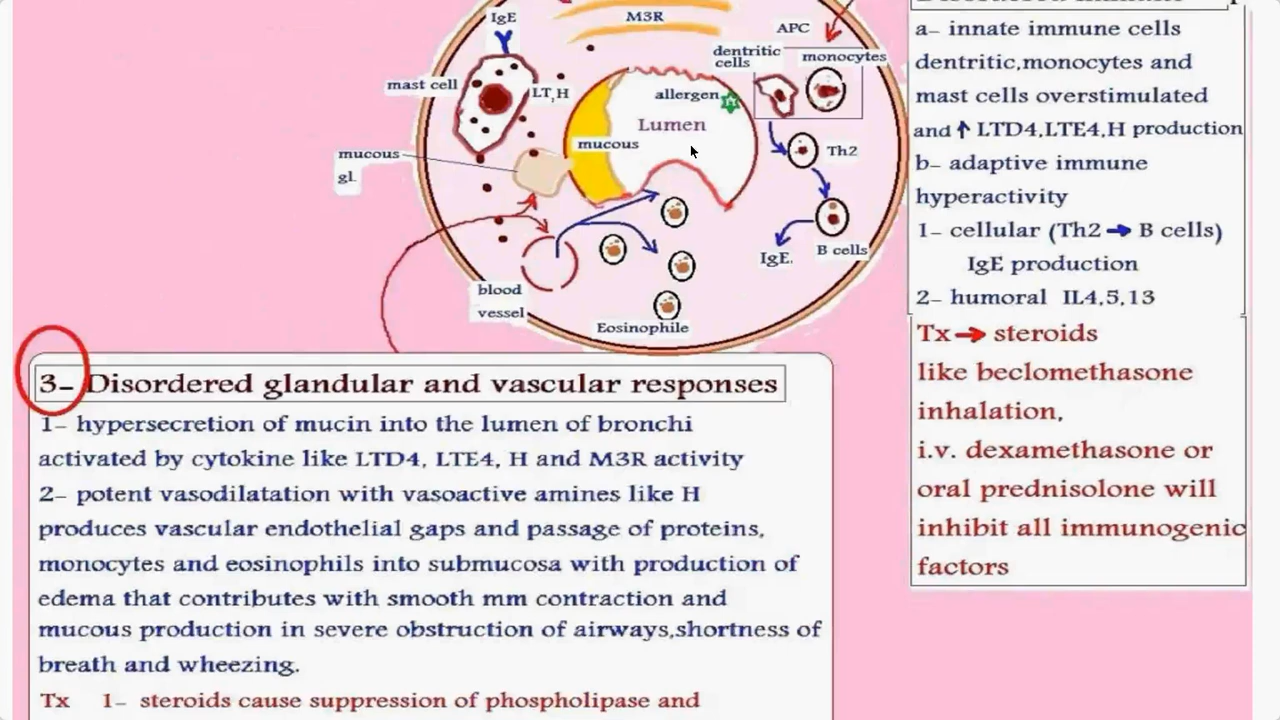 IgE
M3R
APC
dentritic
cells
monocytes
mast cell
LT,H
allergen
Lumen
mucous
Th2
mucous
gl.
B cells
IgE.
blood
vessel
Eosinophile
a- innate immune cells
dentritic,monocytes and
mast cells overstimulated
and ↑ LTD4,LTE4,H production
b- adaptive immune
hyperactivity
1- cellular (Th2 → B cells)
IgE production
2- humoral IL4,5,13
Tx → steroids
like beclomethasone
inhalation,
i.v. dexamethasone or
oral prednisolone will
inhibit all immunogenic
factors
3- Disordered glandular and vascular responses
1- hypersecretion of mucin into the lumen of bronchi
activated by cytokine like LTD4, LTE4, H and M3R activity
2- potent vasodilatation with vasoactive amines like H
produces vascular endothelial gaps and passage of proteins,
monocytes and eosinophils into submucosa with production of
edema that contributes with smooth mm contraction and
mucous production in severe obstruction of airways,shortness of
breath and wheezing.
Tx 1- steroids cause suppression of phospholipase and